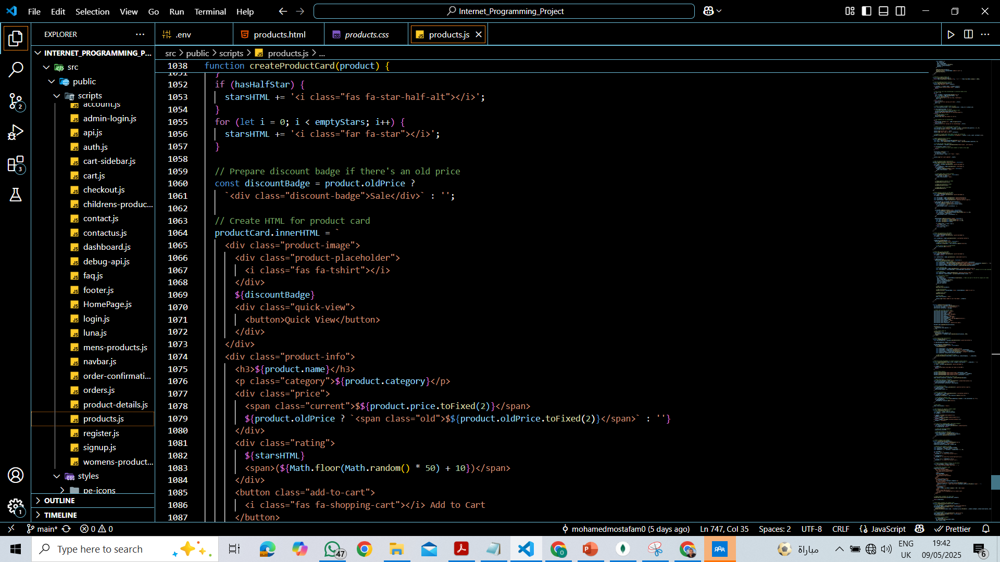 File Edit Selection View Go Run Terminal Help
Internet_Programming_Project
EXPLORER
.env
products.html
products.css
products.js
INTERNET_PROGRAMMING_P...
src
public
scripts
account.js
admin-login.js
api.js
auth.js
cart-sidebar.js
cart.js
checkout.js
childrens-produc...
contact.js
contactus.js
dashboard.js
debug-api.js
faq.js
footer.js
HomePage.js
login.js
luna.js
mens-products.js
navbar.js
order-confirmati...
orders.js
product-details.js
products.js
register.js
signup.js
womens-product...
styles
pe-icons
OUTLINE
TIMELINE
2
3
1
src > public > scripts > JS products.js > ...
1038 function createProductCard(product) {
1051 }
1052 if (hasHalfStar) {
1053 starsHTML += '<i class="fas fa-star-half-alt"></i>';
1054 }
1055 for (let i = 0; i < emptyStars; i++) {
1056 starsHTML += '<i class="far fa-star"></i>';
1057 }
1058
1059 // Prepare discount badge if there's an old price
1060 const discountBadge = product.oldPrice ?
1061 `<div class="discount-badge">Sale</div>` : '';
1062
1063 // Create HTML for product card
1064 productCard.innerHTML = `
1065 <div class="product-image">
1066 <div class="product-placeholder">
1067 <i class="fas fa-tshirt"></i>
1068 </div>
1069 ${discountBadge}
1070 <div class="quick-view">
1071 <button>Quick View</button>
1072 </div>
1073 </div>
1074 <div class="product-info">
1075 <h3>${product.name}</h3>
1076 <p class="category">${product.category}</p>
1077 <div class="price">
1078 <span class="current">$${product.price.toFixed(2)}</span>
1079 ${product.oldPrice ? `<span class="old">$${product.oldPrice.toFixed(2)}</span>` : ''}
1080 </div>
1081 <div class="rating">
1082 ${starsHTML}
1083 <span>(${Math.floor(Math.random() * 50) + 10})</span>
1084 </div>
1085 <button class="add-to-cart">
1086 <i class="fas fa-shopping-cart"></i> Add to Cart
1087 </button>
main* 0 0
mohamedmostafam0 (5 days ago) Ln 747, Col 35 Spaces: 2 UTF-8 CRLF {} JavaScript Prettier
Type here to search
47
مباراة
ENG
UK
19:42
09/05/2025
6